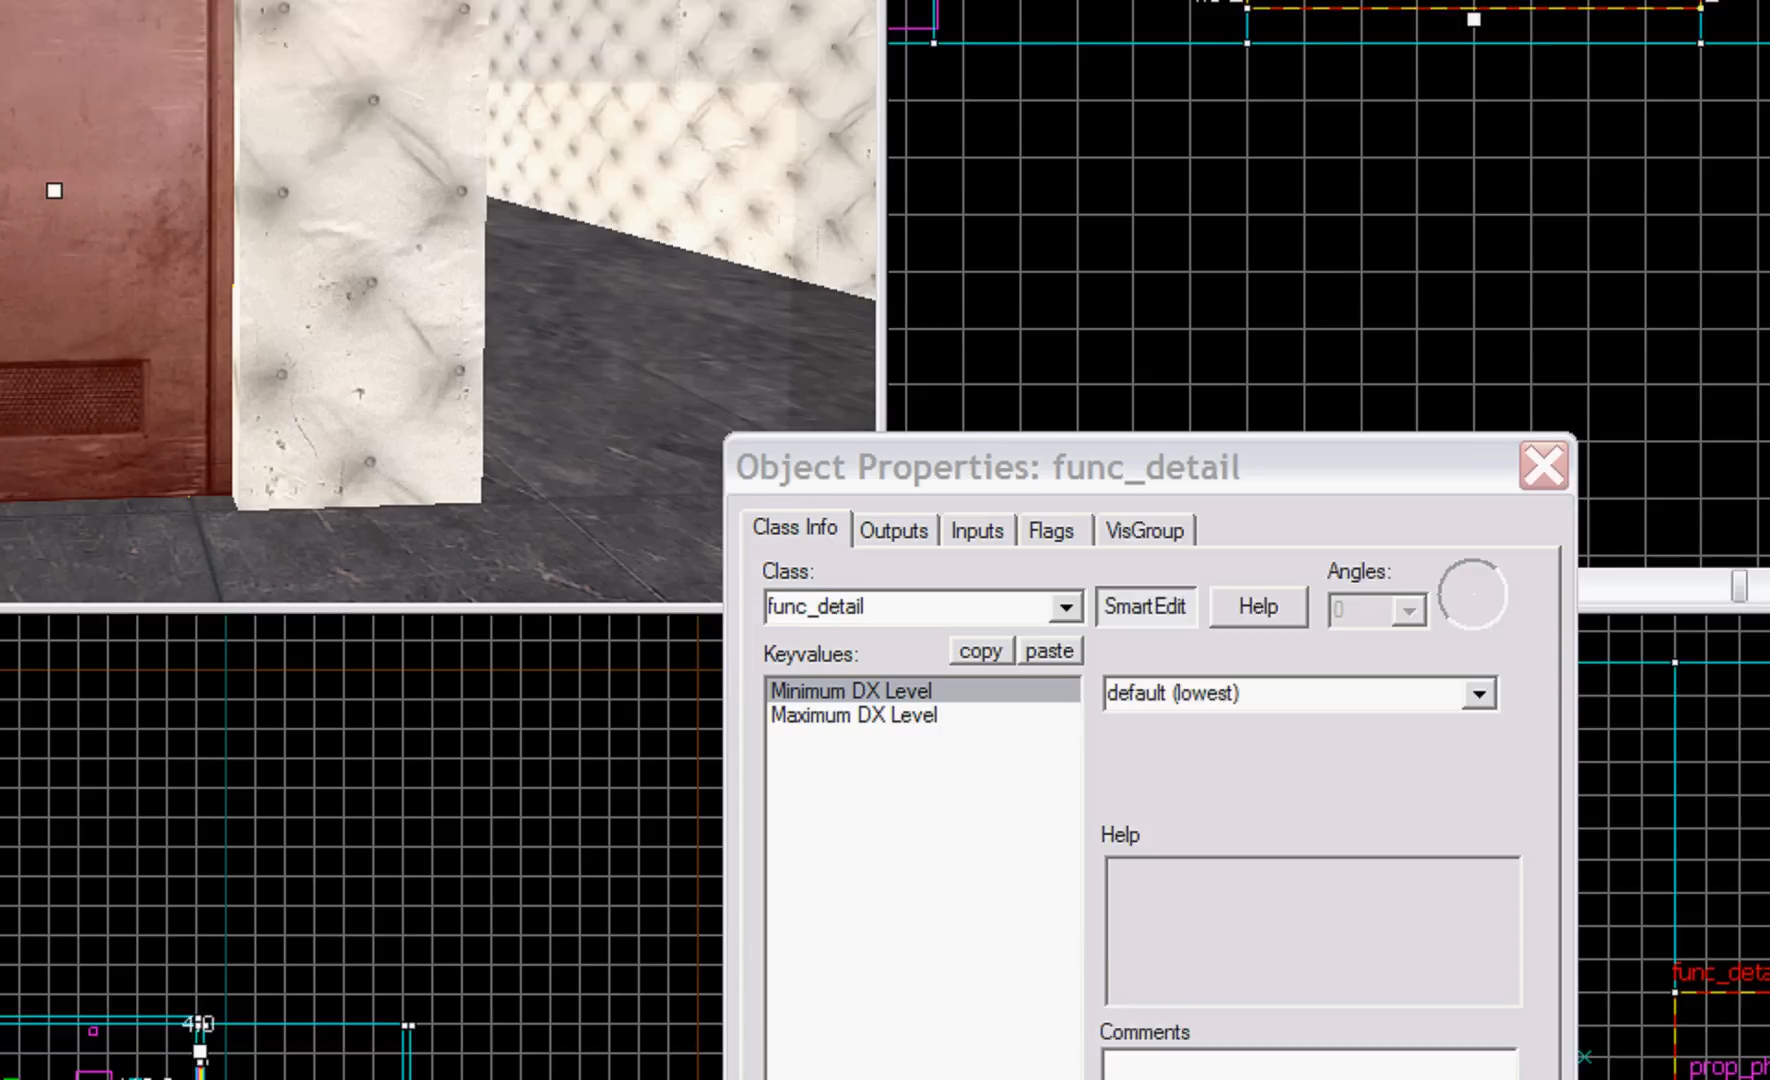 Object Properties: func_detail
Class Info Outputs Inputs Flags VisGroup
Class: Angles:
func_detail SmartEdit Help 0
Keyvalues: copy paste
Minimum DX Level default (lowest)
Maximum DX Level
Help
Comments
func_deta
prop_ph